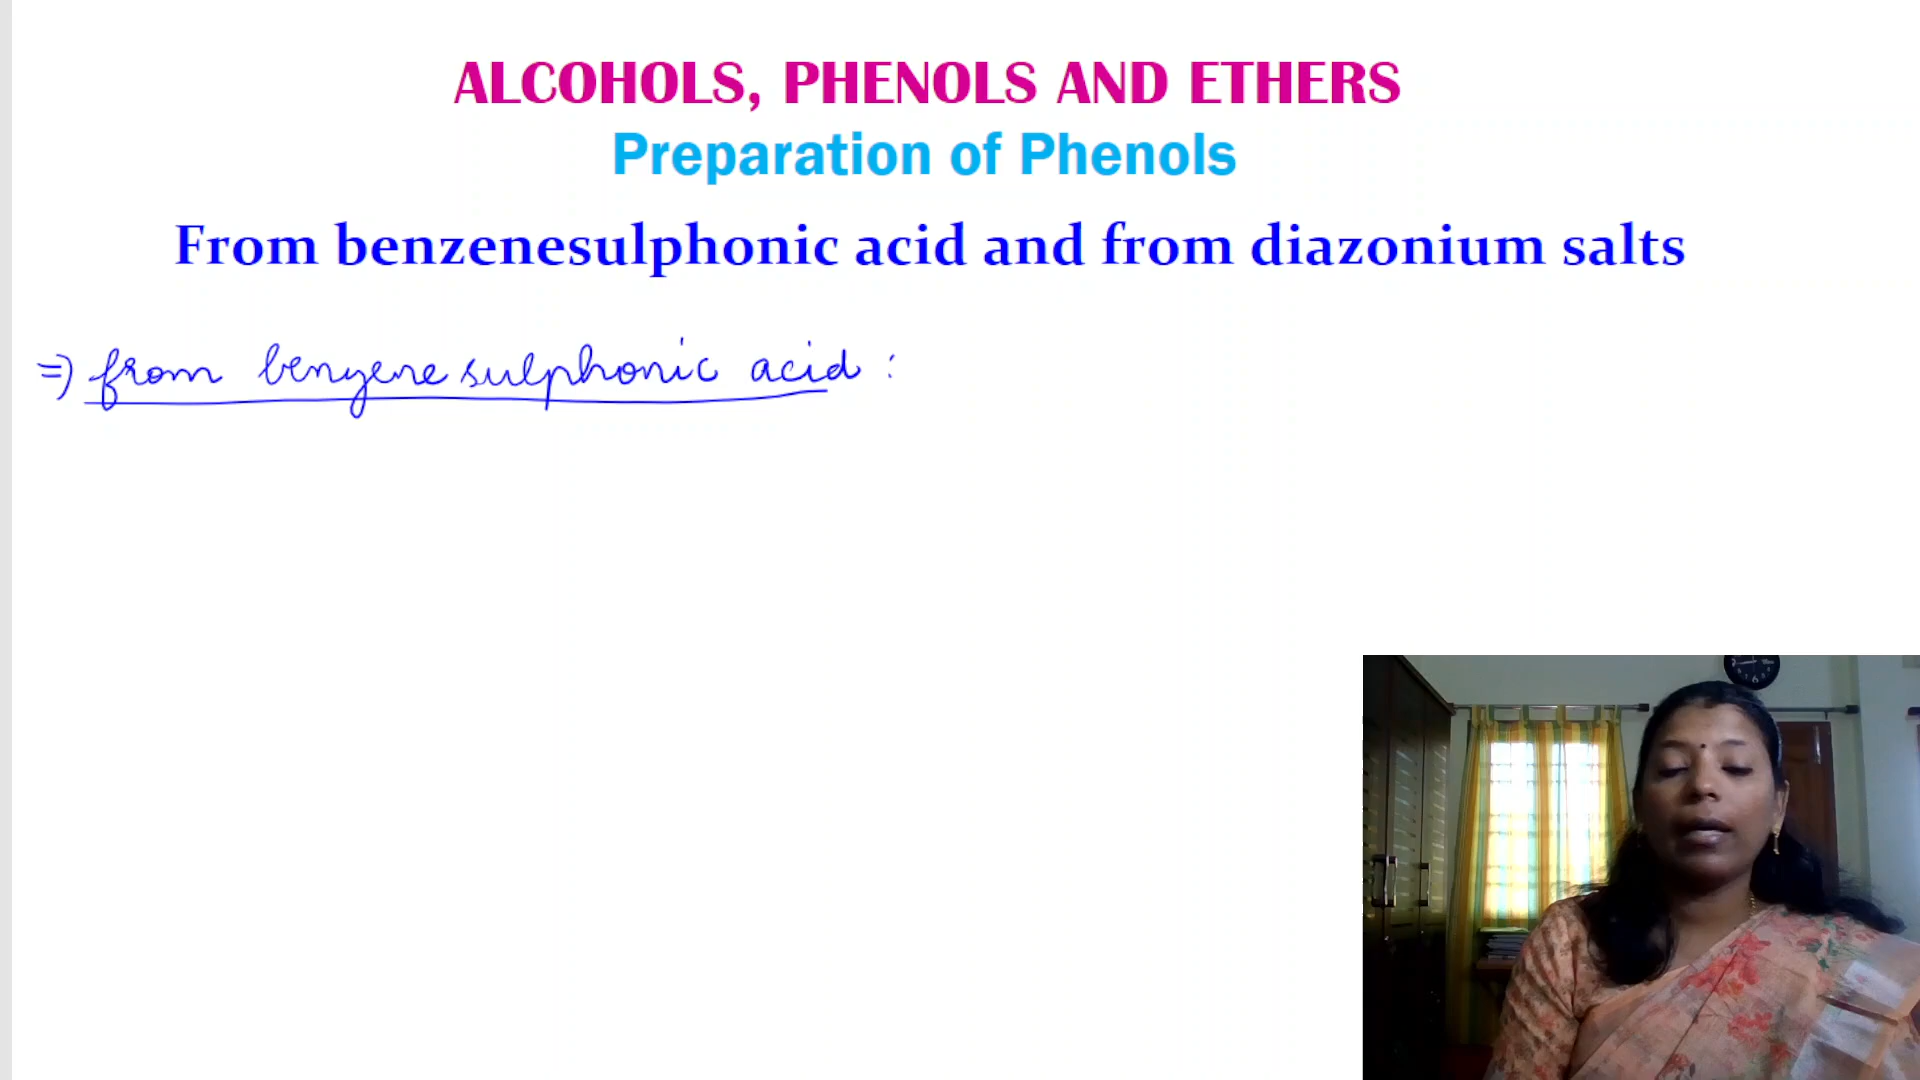 ALCOHOLS, PHENOLS AND ETHERS
Preparation of Phenols
From benzenesulphonic acid and from diazonium salts
=) from benzene sulphonic acid :